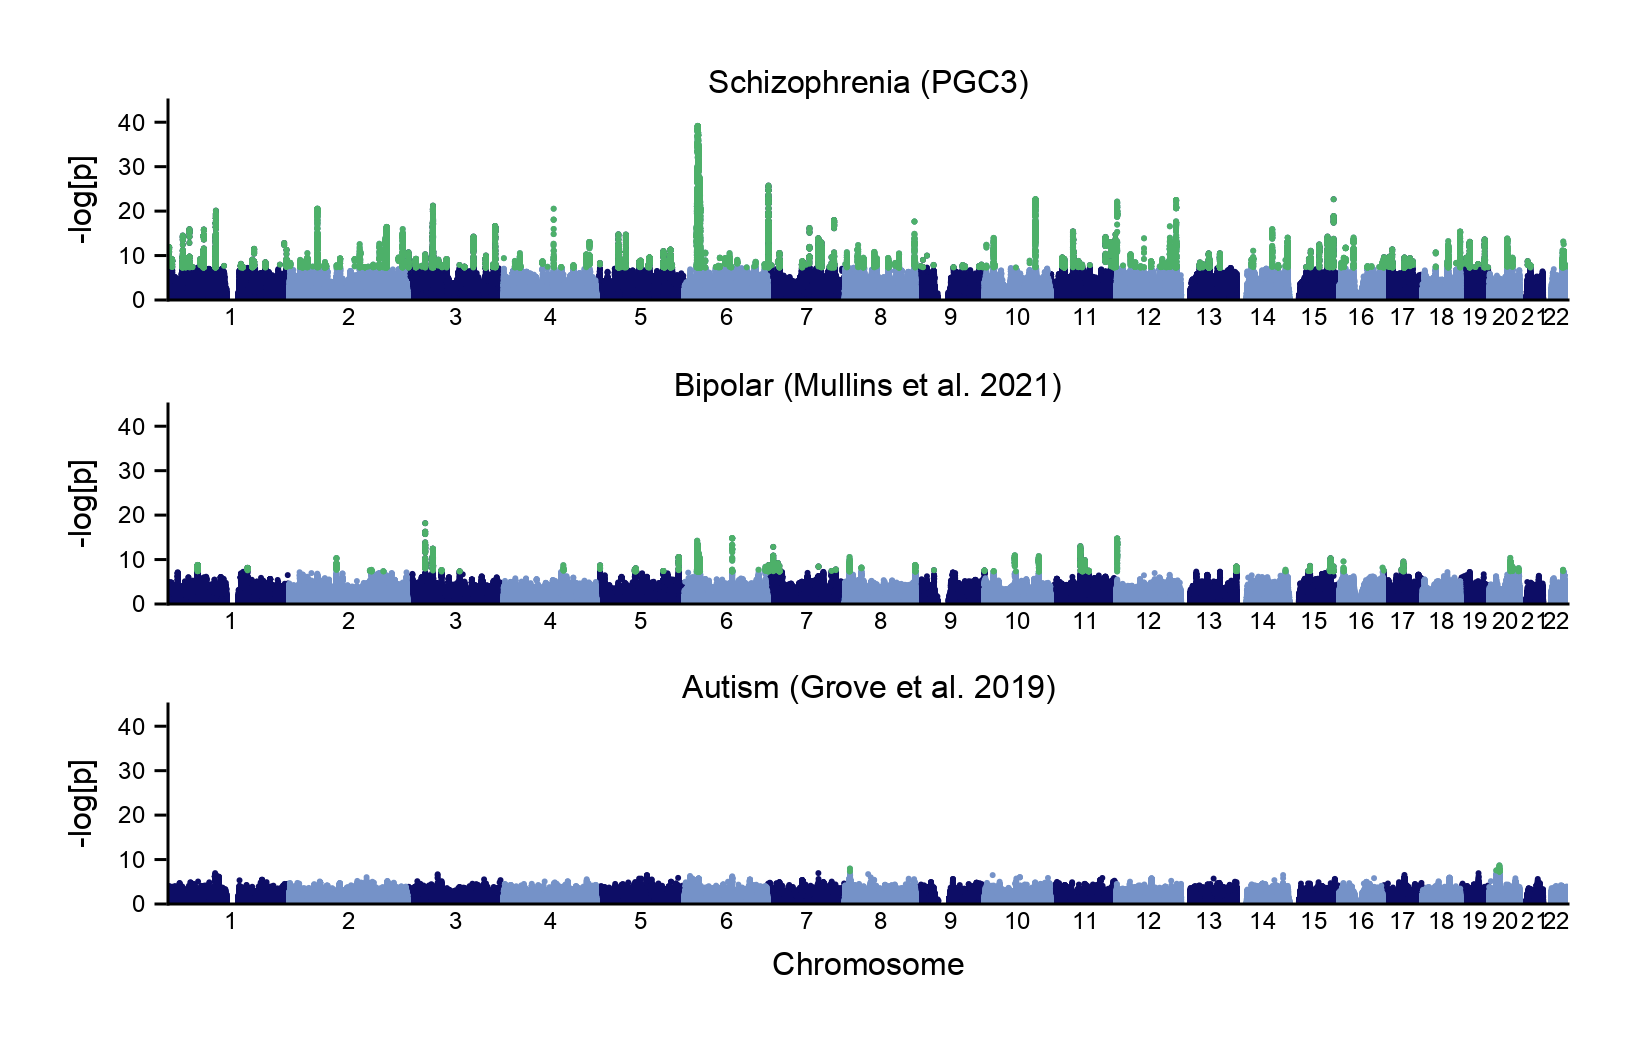 Schizophrenia (PGC3)
-log[p]
40
30
20
10
0
1 2 3 4 5 6 7 8 9 10 11 12 13 14 15 16 17 18 19 20 21 22
Bipolar (Mullins et al. 2021)
-log[p]
40
30
20
10
0
1 2 3 4 5 6 7 8 9 10 11 12 13 14 15 16 17 18 19 20 21 22
Autism (Grove et al. 2019)
-log[p]
40
30
20
10
0
1 2 3 4 5 6 7 8 9 10 11 12 13 14 15 16 17 18 19 20 21 22
Chromosome